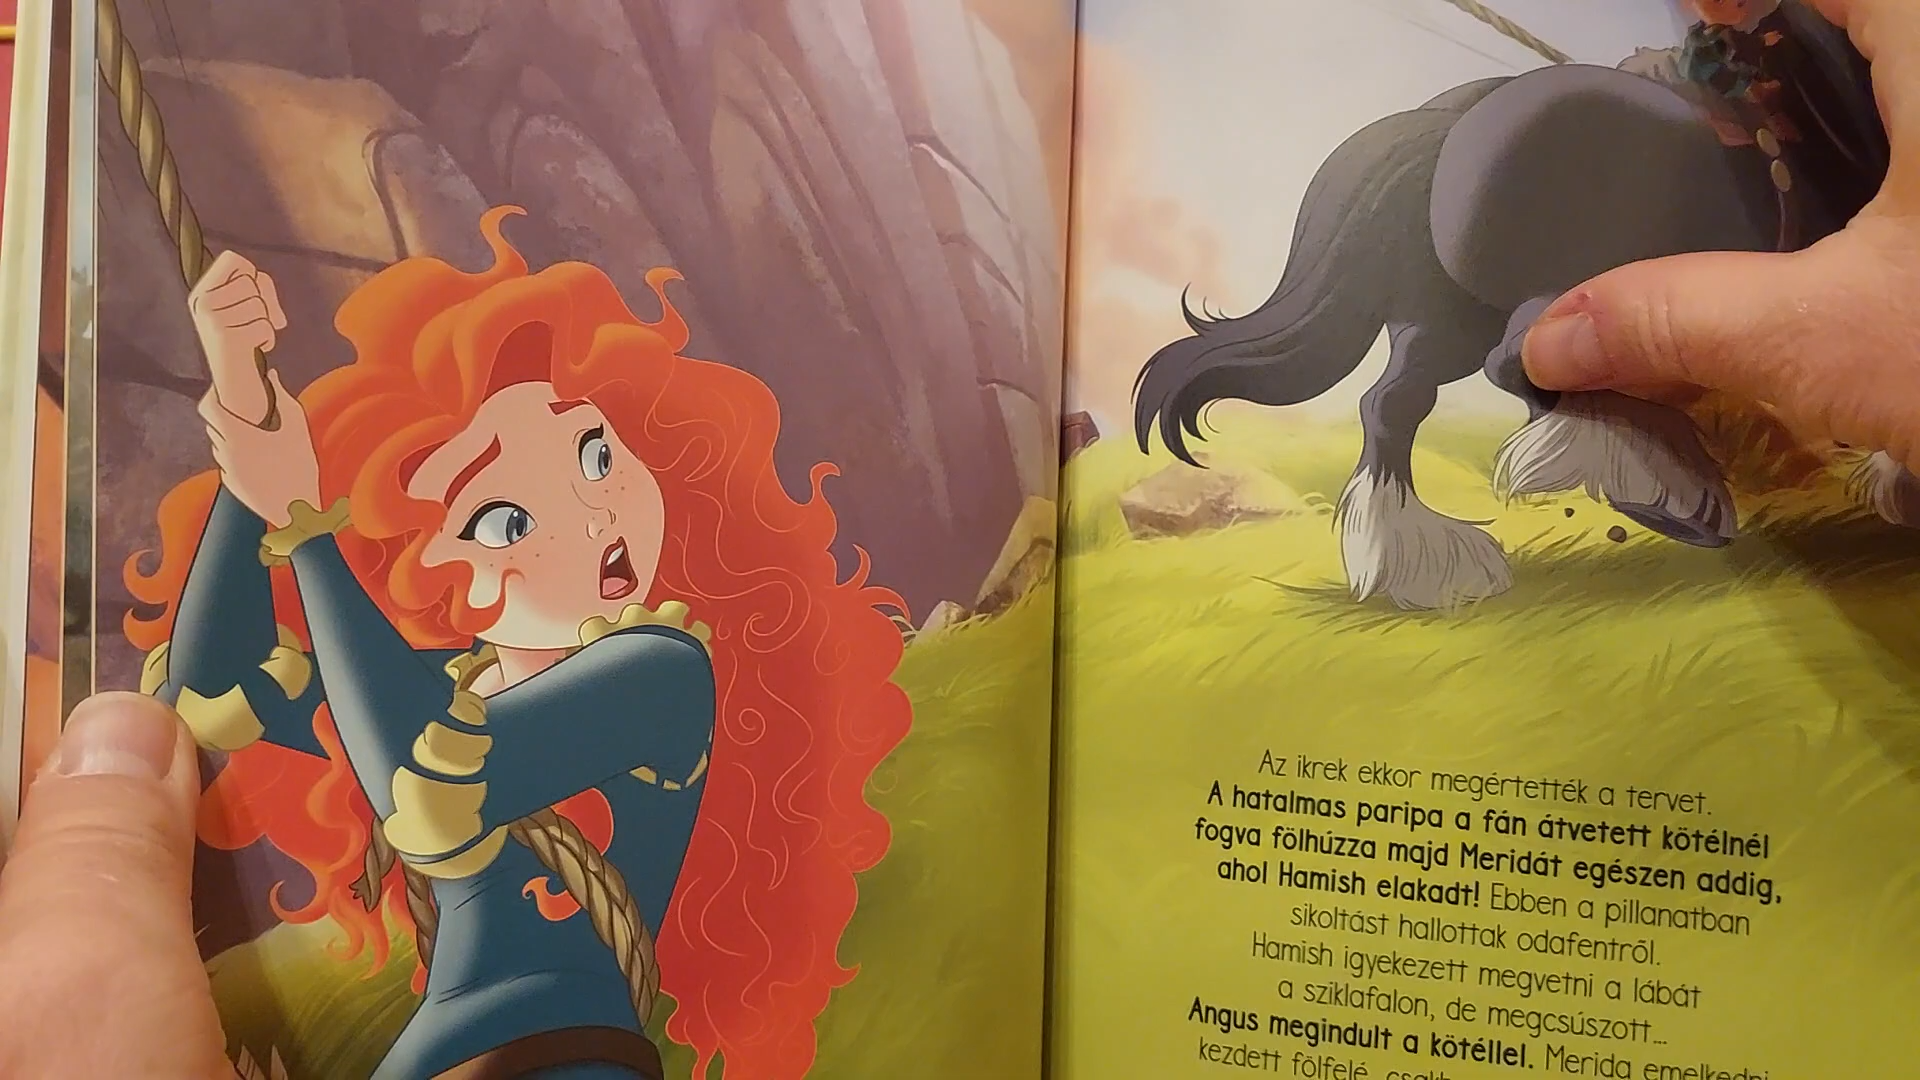 Az ikrek ekkor megértették a tervet.
A hatalmas paripa a fán átvetett kötélnél
fogva fölhúzza majd Meridát egészen addig,
ahol Hamish elakadt! Ebben a pillanatban
sikoltást hallottak odafentről.
Hamish igyekezett megvetni a lábát
a sziklafalon, de megcsúszott...
Angus megindult a kötéllel. Merida emelkedni
kezdett fölfelé,